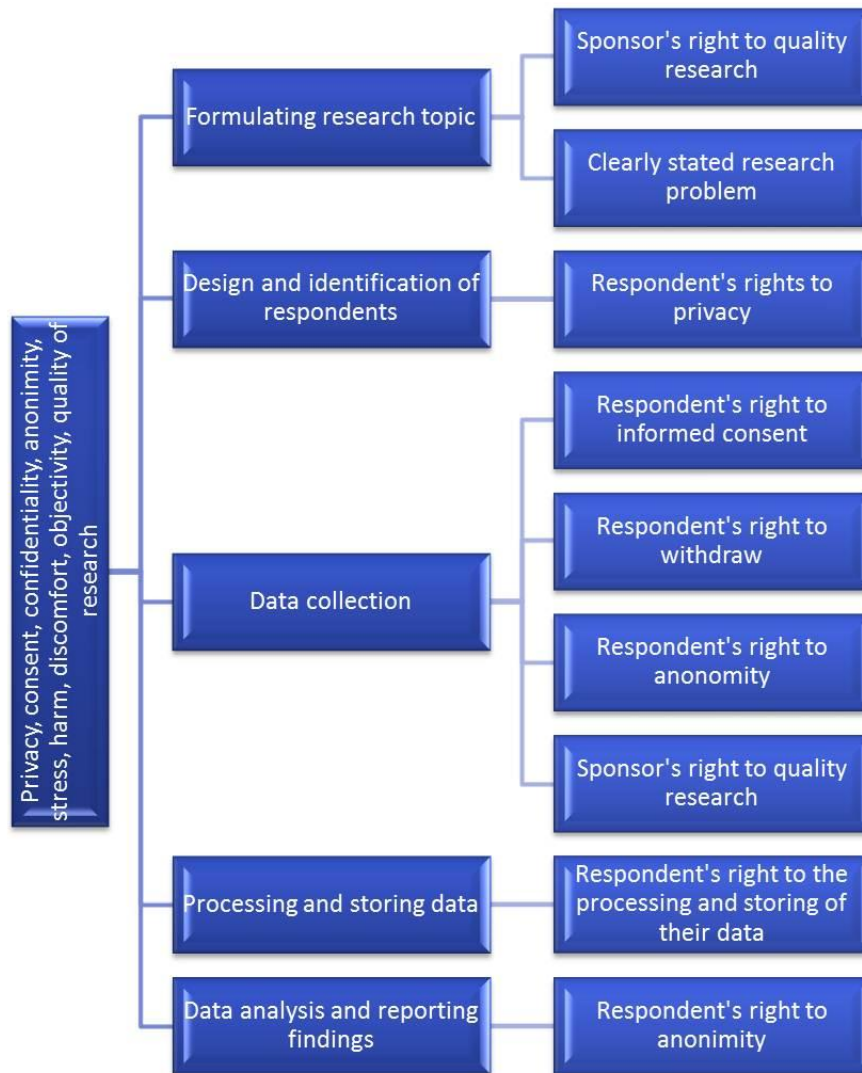 Privacy, consent, confidentiality, anonimity,
stress, harm, discomfort, objectivity, quality of
research
Formulating research topic
Sponsor's right to quality
research
Clearly stated research
problem
Design and identification of
respondents
Respondent's rights to
privacy
Data collection
Respondent's right to
informed consent
Respondent's right to
withdraw
Respondent's right to
anonomity
Sponsor's right to quality
research
Processing and storing data
Respondent's right to the
processing and storing of
their data
Data analysis and reporting
findings
Respondent's right to
anonimity